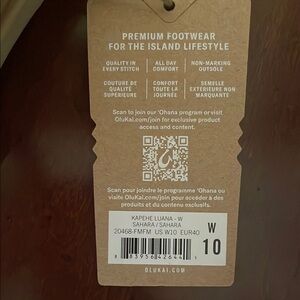 PREMIUM FOOTWEAR
FOR THE ISLAND LIFESTYLE
QUALITY IN
EVERY STITCH
ALL DAY
COMFORT
NON-MARKING
OUTSOLE
COUTURE DE
QUALITÉ
SUPÉRIEURE
CONFORT
TOUTE LA
JOURNÉE
SEMELLE
EXTÉRIEURE NON
MARQUANTE
Scan to join our 'Ohana program or visit
OluKai.com/join for exclusive product
access and content.
Scan pour joindre le programme 'Ohana ou
visite OluKai.com/join pour accéder à des
produits et du contenu exclusifs.
KAPEHE LUANA - W
SAHARA / SAHARA
20468-FMFM US W10 EUR40
W
10
OLUKAI.COM